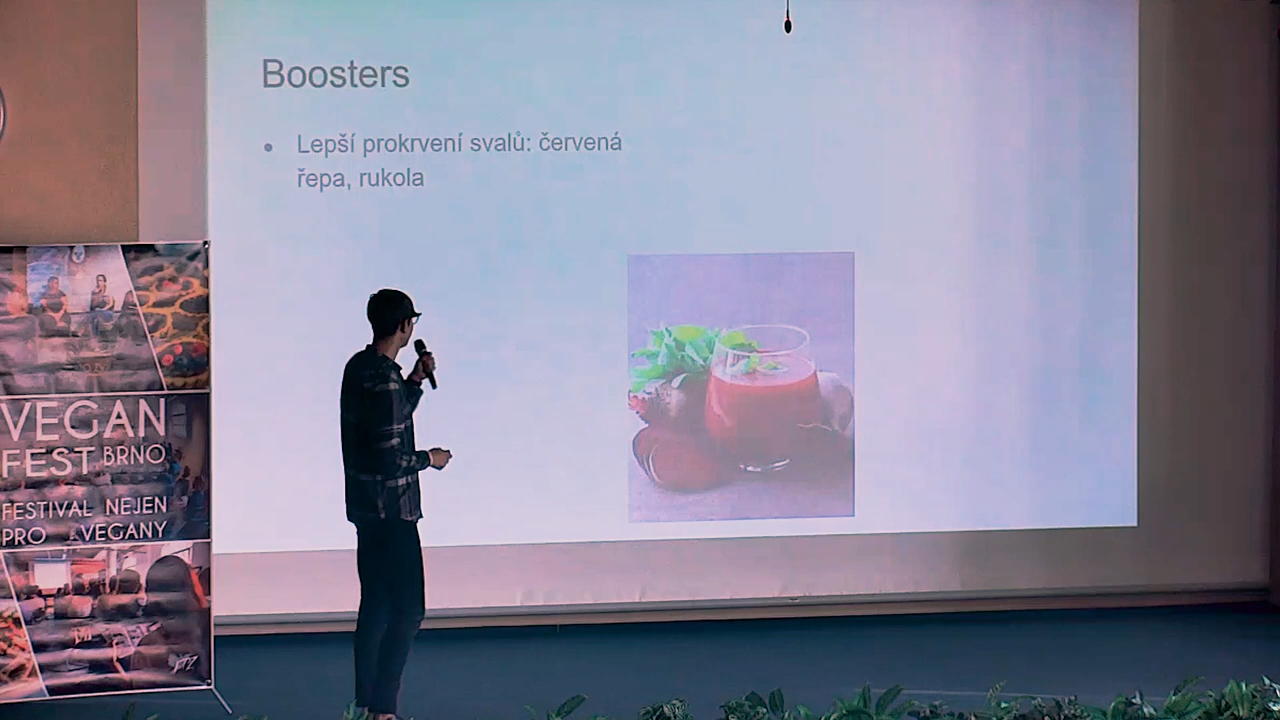 Boosters
Lepší prokrvení svalů: červená
řepa, rukola
VEGAN
FEST BRNO
FESTIVAL NEJEN
PRO VEGANY